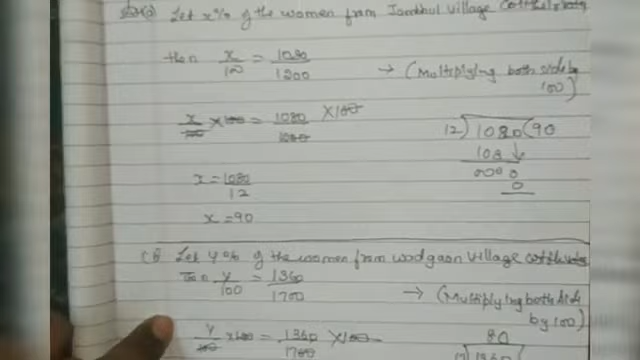 Let x% of the women from Jambhul Village
then x/100 = 1080/1200 → (Multiplying both side by 100)
x/100 × 100 = 1080/1200 × 100
12) 1080 (90
108 ↓
0000
0
x = 1080/12
x = 90
Let y% of the women from Wadgaon Village
y/100 = 1360/1700 → (Multiplying both side by 100)
y/100 × 100 = 1360/1700 × 100
80